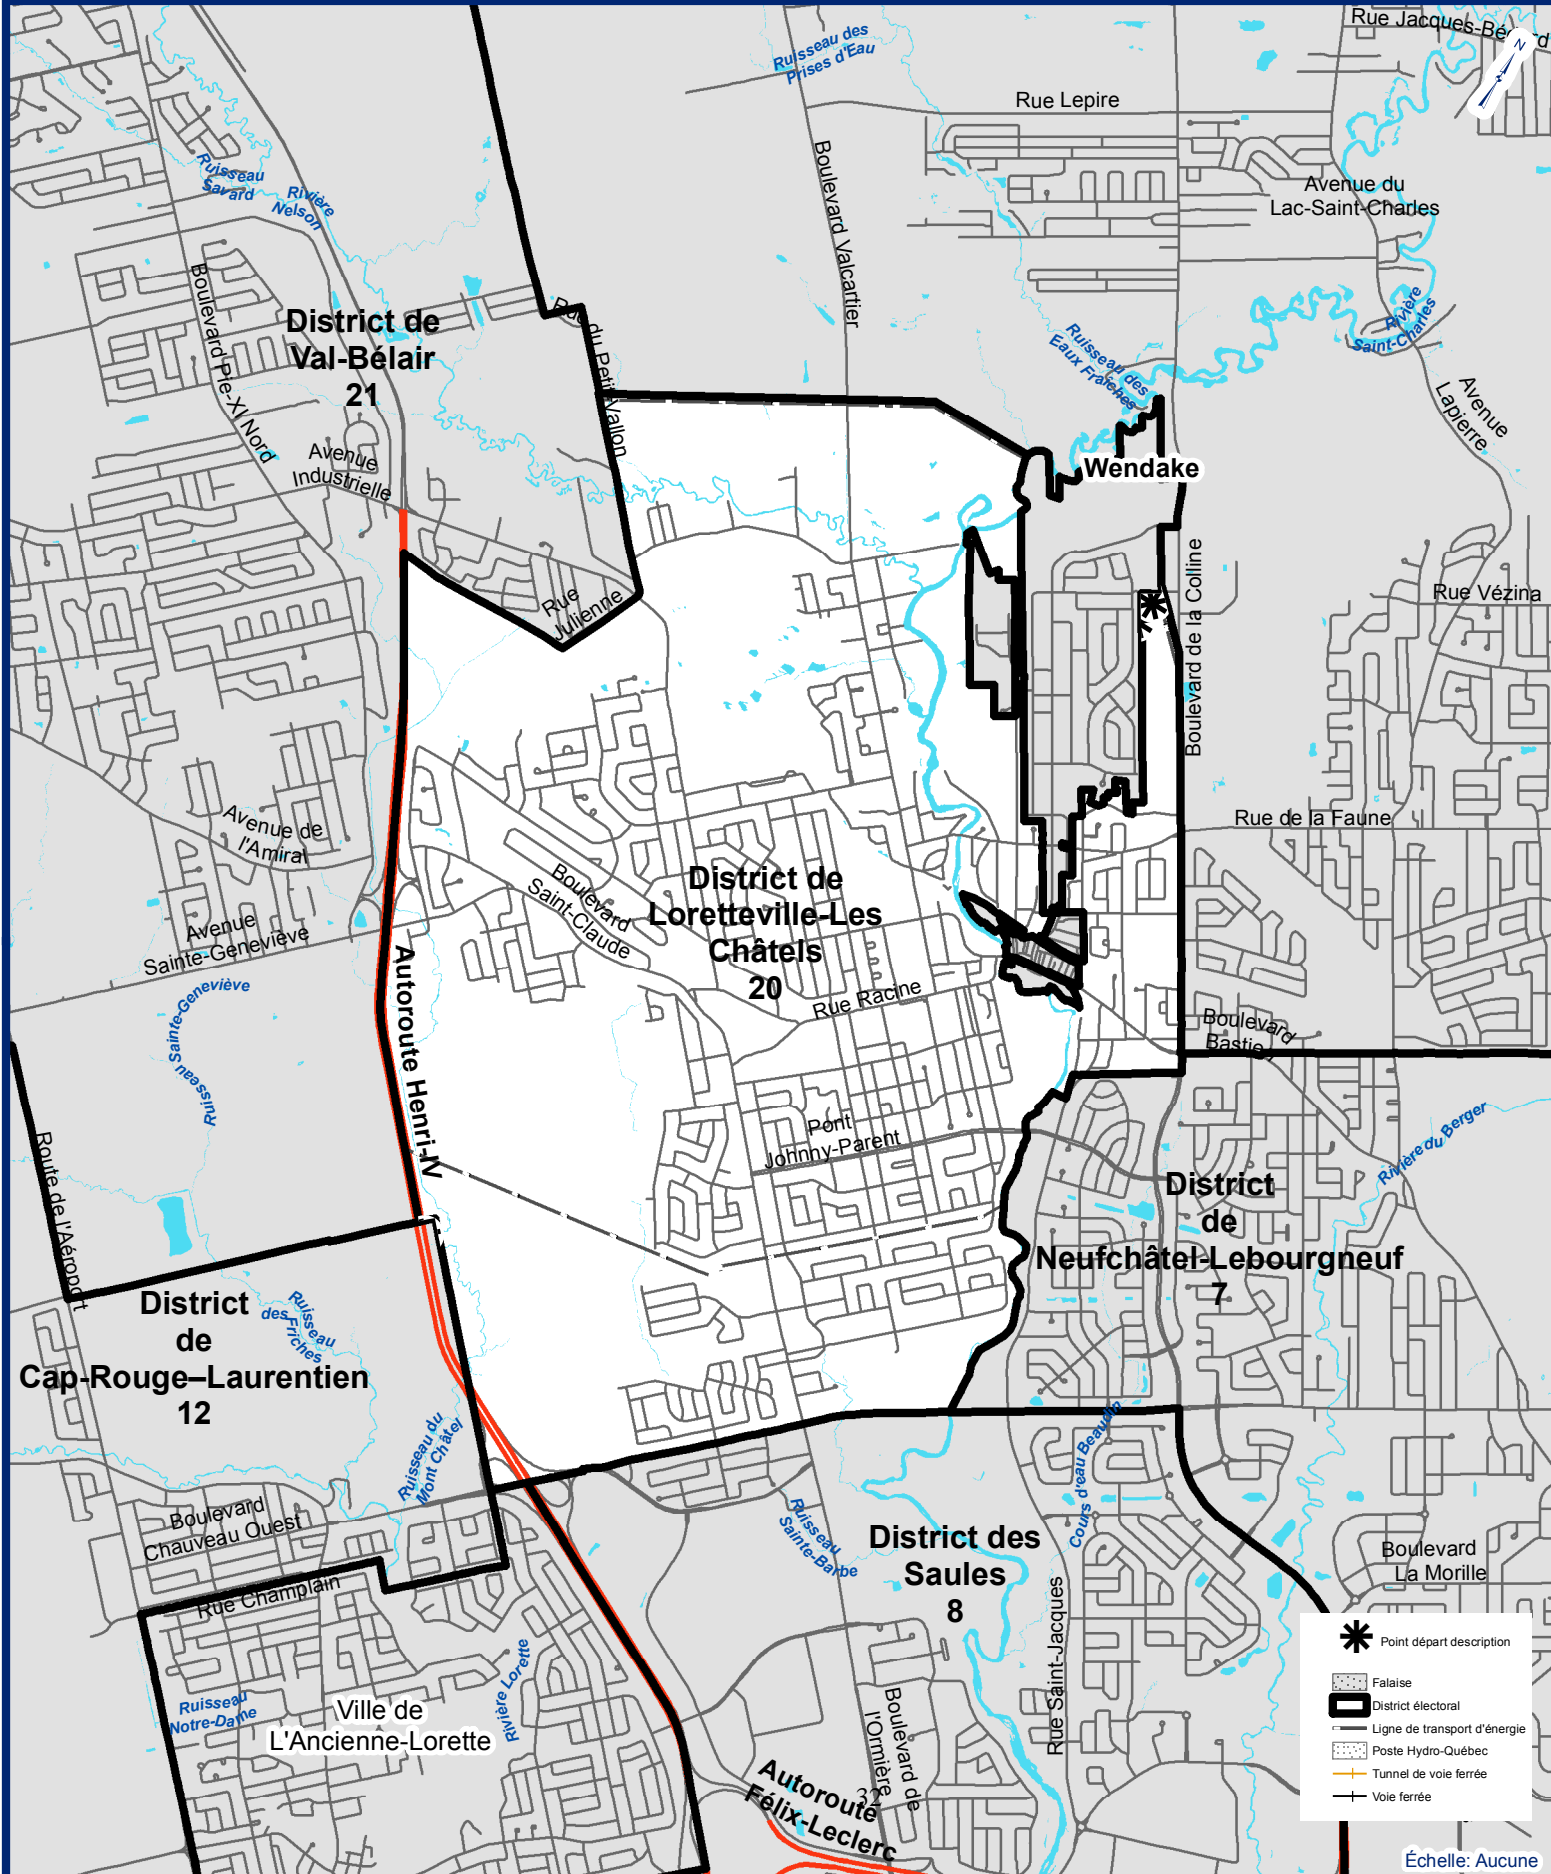 Rue Jacques-Bédard
N
Ruisseau des
Prises d'Eau
Rue Lepire
Boulevard Valcartier
Avenue du
Lac-Saint-Charles
Ruisseau
Savard
Rivière
Nelson
Boulevard Pie-XI Nord
District de
Val-Bélair
21
Rue du Petit-Vallon
Rivière
Saint-Charles
Ruisseau des
Eaux Fraîches
Avenue
Lapierre
Avenue
Industrielle
Wendake
Rue
Julienne
Boulevard de la Colline
Rue Vézina
Avenue de
l'Amiral
Rue de la Faune
Boulevard
Saint-Claude
District de
Loretteville-Les
Châtels
20
Avenue
Sainte-Geneviève
Autoroute Henri-IV
Rue Racine
Ruisseau Sainte-Geneviève
Boulevard
Bastien
Pont
Johnny-Parent
Rivière du Berger
Route de l'Aéroport
District
de
Neufchâtel-Lebourgneuf
7
District
de
Cap-Rouge–Laurentien
12
Ruisseau
des Friches
Ruisseau du
Mont Châtel
Cours d'eau Beaudin
Boulevard
Chauveau Ouest
Ruisseau
Sainte-Barbe
District des
Saules
8
Boulevard
La Morille
Rue Champlain
Rue Saint-Jacques
Rivière Lorette
Ruisseau
Notre-Dame
Ville de
L'Ancienne-Lorette
Boulevard de
l'Ormière
Autoroute
Félix-Leclerc
32
Point départ description
Falaise
District électoral
Ligne de transport d'énergie
Poste Hydro-Québec
Tunnel de voie ferrée
Voie ferrée
Échelle: Aucune